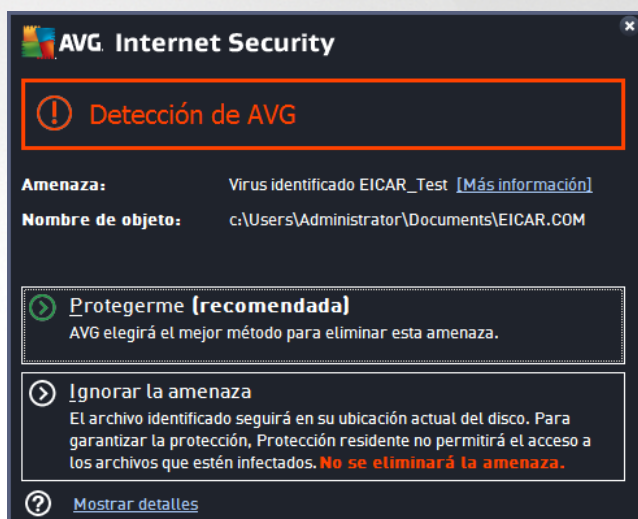 AVG. Internet Security
Detección de AVG
Amenaza: Virus identificado EICAR_Test [Más información]
Nombre de objeto: c:\Users\Administrator\Documents\EICAR.COM
Protegerme (recomendada)
AVG elegirá el mejor método para eliminar esta amenaza.
Ignorar la amenaza
El archivo identificado seguirá en su ubicación actual del disco. Para
garantizar la protección, Protección residente no permitirá el acceso a
los archivos que estén infectados. No se eliminará la amenaza.
Mostrar detalles